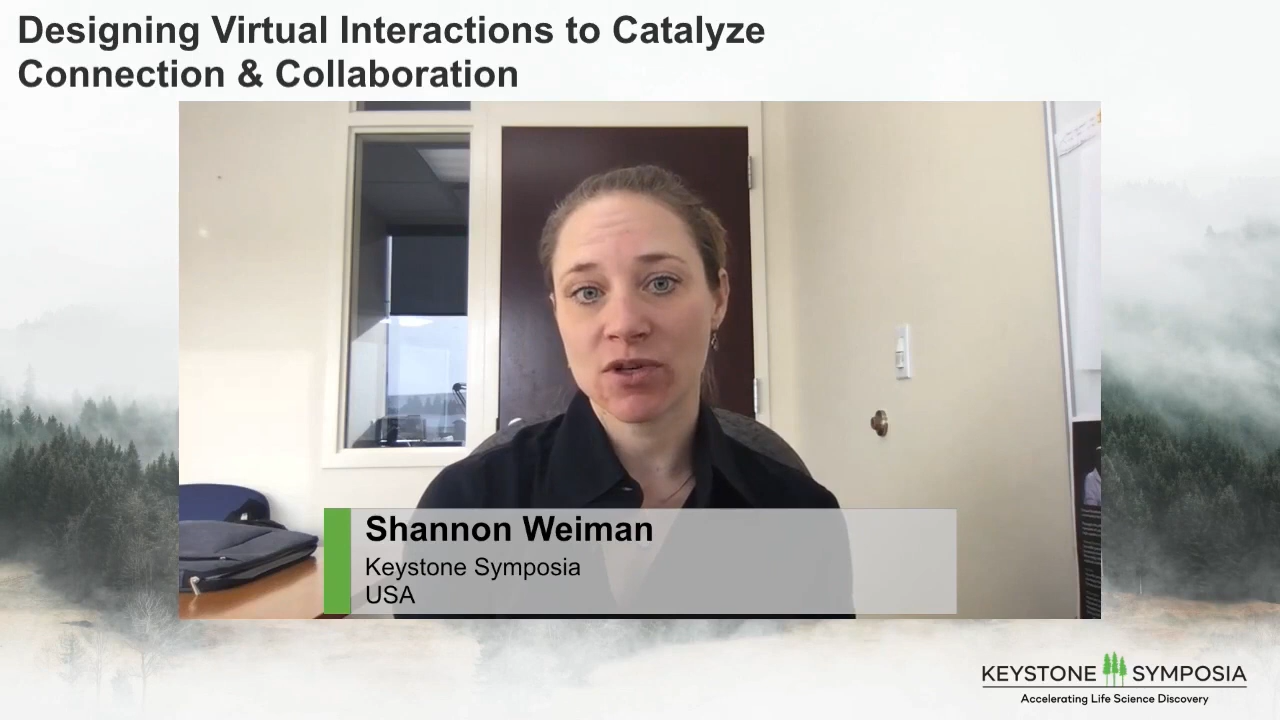 Designing Virtual Interactions to Catalyze
Connection & Collaboration
Shannon Weiman
Keystone Symposia
USA
KEYSTONE SYMPOSIA
Accelerating Life Science Discovery